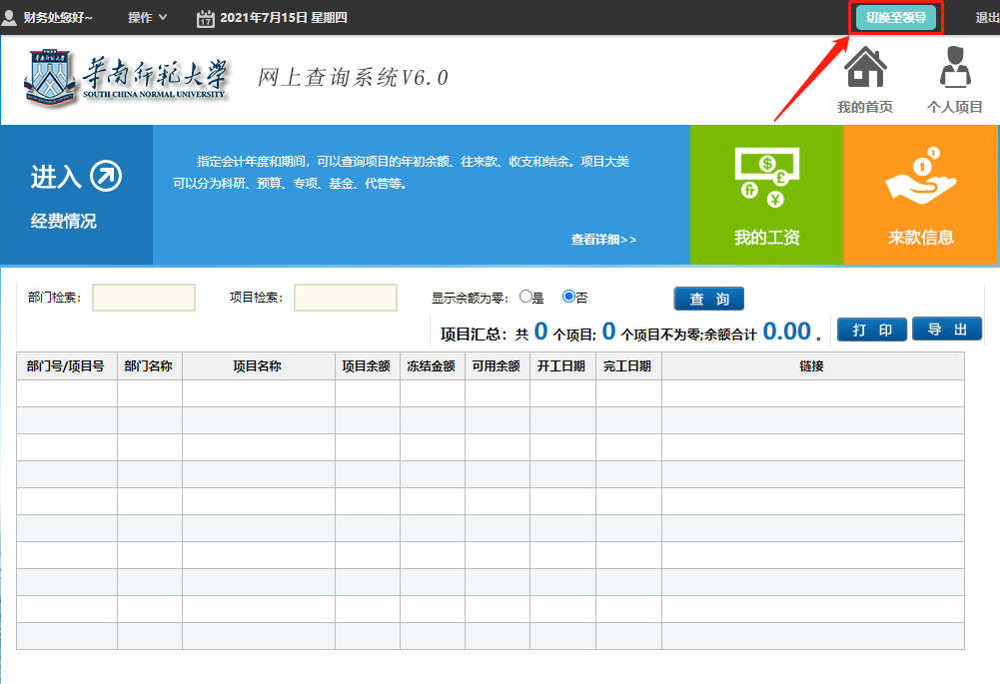 财务处您好~ 操作 17 2021年7月15日 星期四 切换至领导 退出
華南師範大学
SOUTH CHINA NORMAL UNIVERSITY
网上查询系统V6.0
我的首页 个人项目
进入
经费情况
指定会计年度和期间，可以查询项目的年初余额、往来款、收支和结余。项目大类
可以分为科研、预算、专项、基金、代管等。
查看详细>>
我的工资
来款信息
部门检索: 项目检索: 显示余额为零: 是 否 查 询
项目汇总：共 0 个项目; 0 个项目不为零;余额合计 0.00 。 打 印 导 出
部门号/项目号 部门名称 项目名称 项目余额 冻结金额 可用余额 开工日期 完工日期 链接